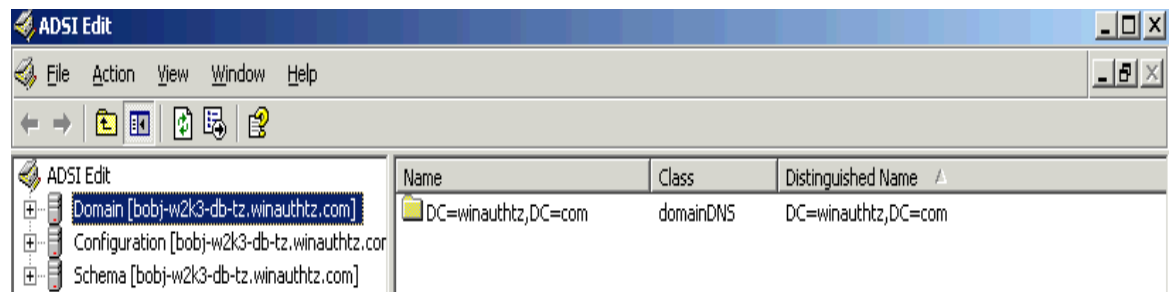 ADSI Edit
File Action View Window Help
ADSI Edit
Domain [bobj-w2k3-db-tz.winauthtz.com]
Configuration [bobj-w2k3-db-tz.winauthtz.cor
Schema [bobj-w2k3-db-tz.winauthtz.com]
Name Class Distinguished Name
DC=winauthtz,DC=com domainDNS DC=winauthtz,DC=com